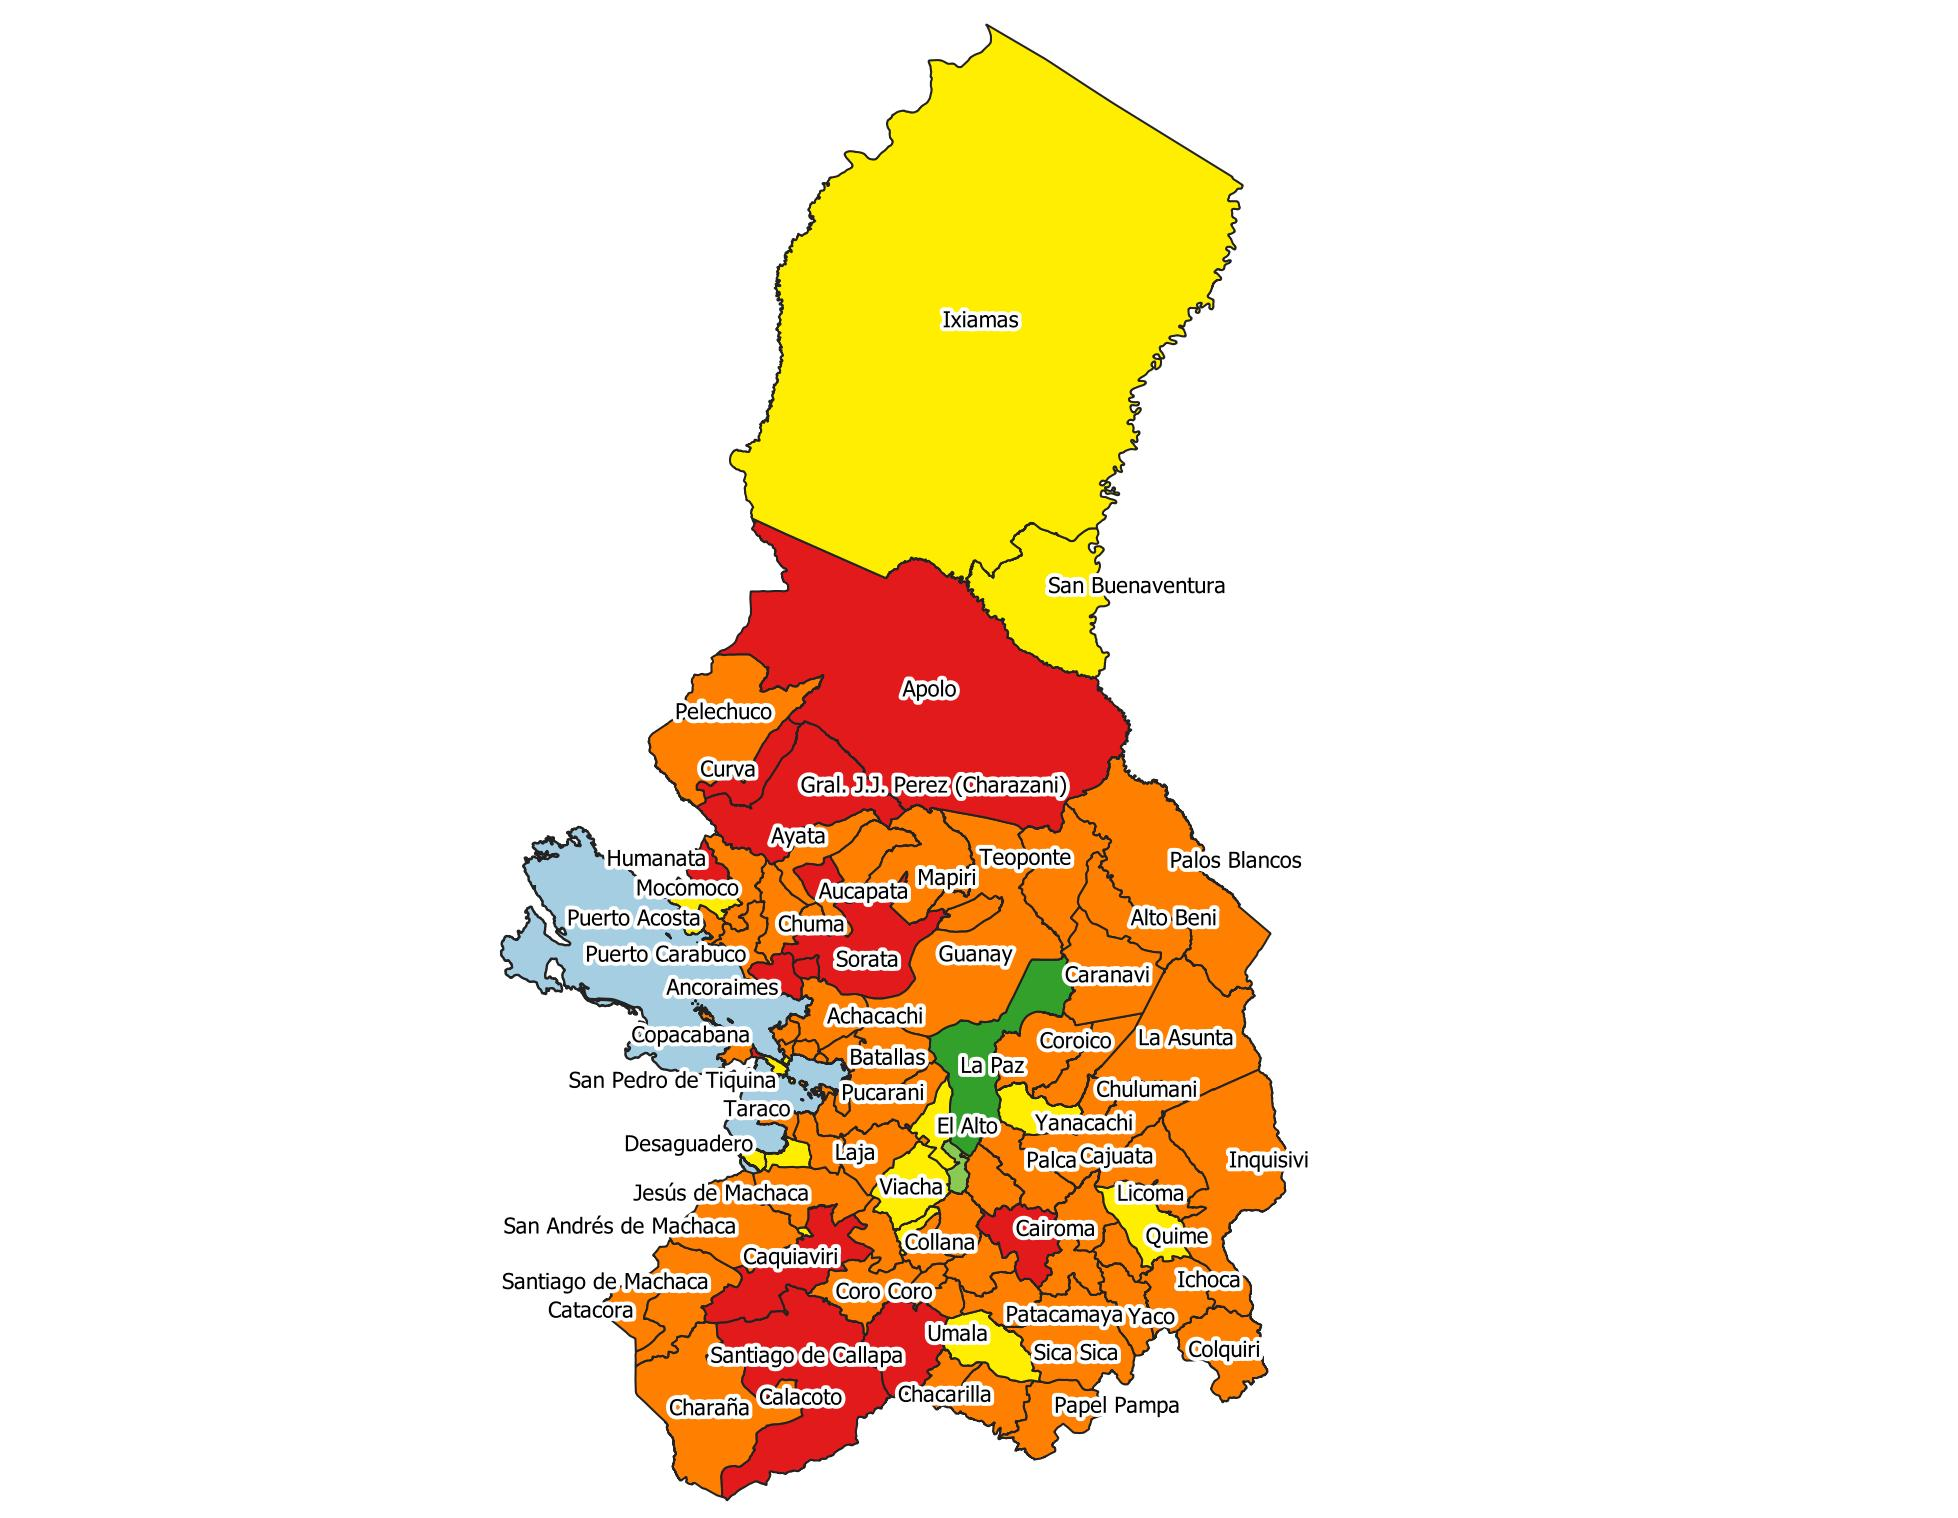 Ixiamas
San Buenaventura
Apolo
Pelechuco
Curva
Gral. J.J. Perez (Charazani)
Ayata
Humanata
Teoponte
Palos Blancos
Mocomoco
Aucapata
Mapiri
Puerto Acosta
Chuma
Alto Beni
Puerto Carabuco
Sorata
Guanay
Caranavi
Ancoraimes
Achacachi
Copacabana
Coroico
La Asunta
Batallas
La Paz
San Pedro de Tiquina
Pucarani
Chulumani
Taraco
El Alto
Yanacachi
Desaguadero
Laja
Palca
Cajuata
Inquisivi
Jesús de Machaca
Viacha
Licoma
San Andrés de Machaca
Cairoma
Quime
Caquiaviri
Collana
Santiago de Machaca
Coro Coro
Ichoca
Catacora
Patacamaya
Yaco
Umala
Santiago de Callapa
Sica Sica
Colquiri
Charaña
Calacoto
Chacarilla
Papel Pampa